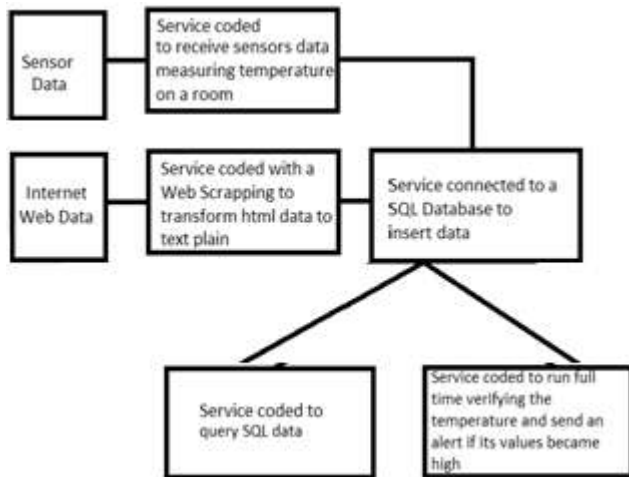 Sensor
Data
Service coded
to receive sensors data
measuring temperature
on a room
Internet
Web Data
Service coded with a
Web Scrapping to
transform html data to
text plain
Service connected to a
SQL Database to
insert data
Service coded to
query SQL data
Service coded to run full
time verifying the
temperature and send an
alert if its values became
high